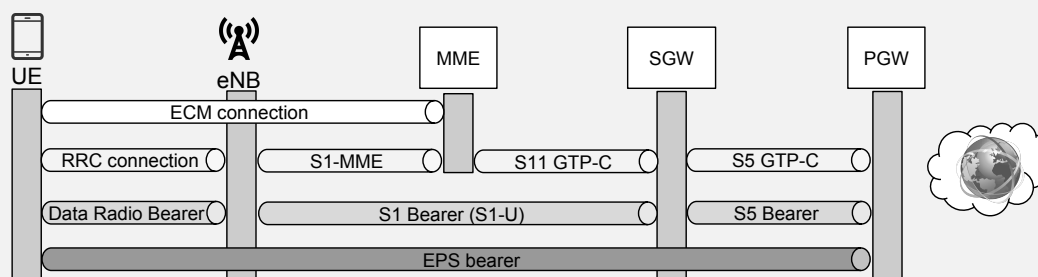 UE
eNB
MME
SGW
PGW
ECM connection
RRC connection
S1-MME
S11 GTP-C
S5 GTP-C
Data Radio Bearer
S1 Bearer (S1-U)
S5 Bearer
EPS bearer